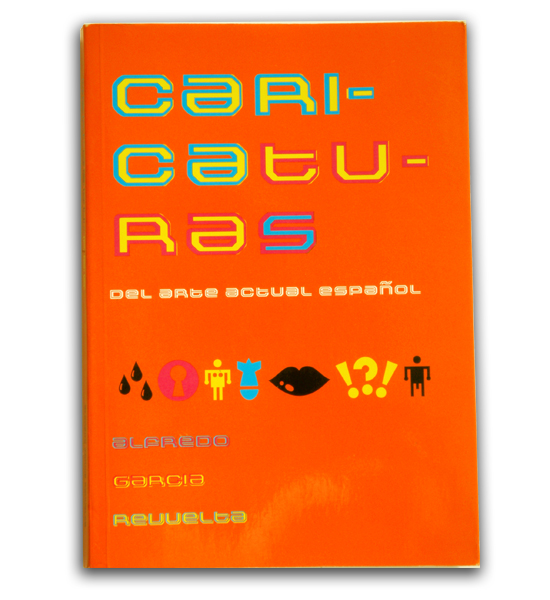 CARI-
CATU-
RAS
DEL ARTE ACTUAL ESPAÑOL
!?!
ALFREDO
GARCIA
REVUELTA